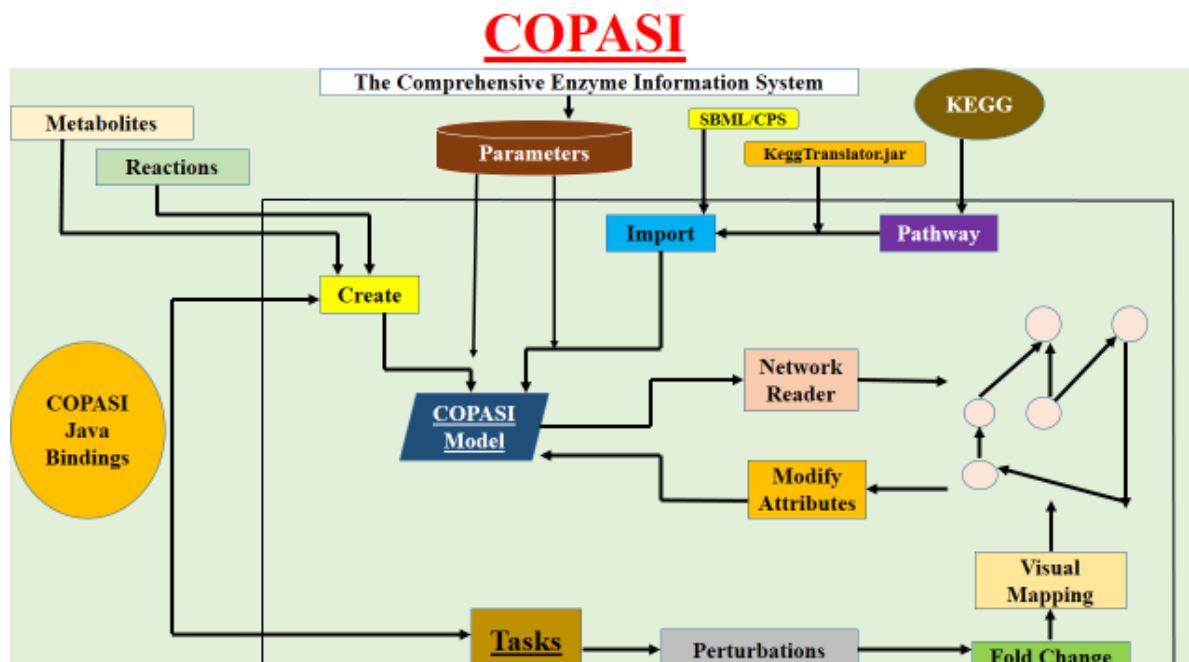 COPASI
The Comprehensive Enzyme Information System
KEGG
SBML/CPS
Metabolites
Parameters
KeggTranslator.jar
Reactions
Import
Pathway
Create
Network
Reader
COPASI
Java
Bindings
COPASI
Model
Modify
Attributes
Visual
Mapping
Tasks
Perturbations
Fold Change